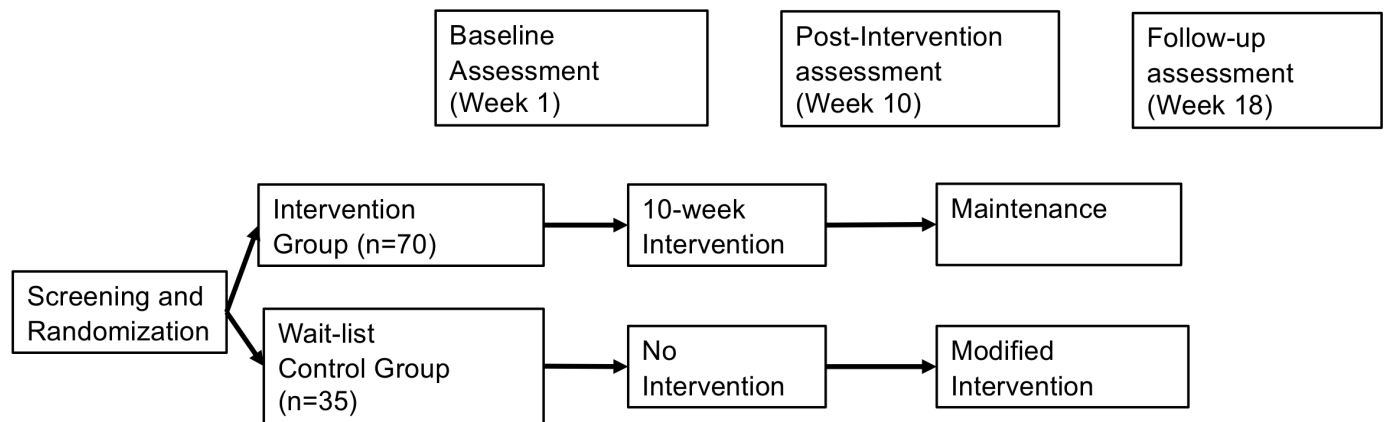 Baseline
Assessment
(Week 1)
Post-Intervention
assessment
(Week 10)
Follow-up
assessment
(Week 18)
Intervention
Group (n=70)
10-week
Intervention
Maintenance
Screening and
Randomization
Wait-list
Control Group
(n=35)
No
Intervention
Modified
Intervention